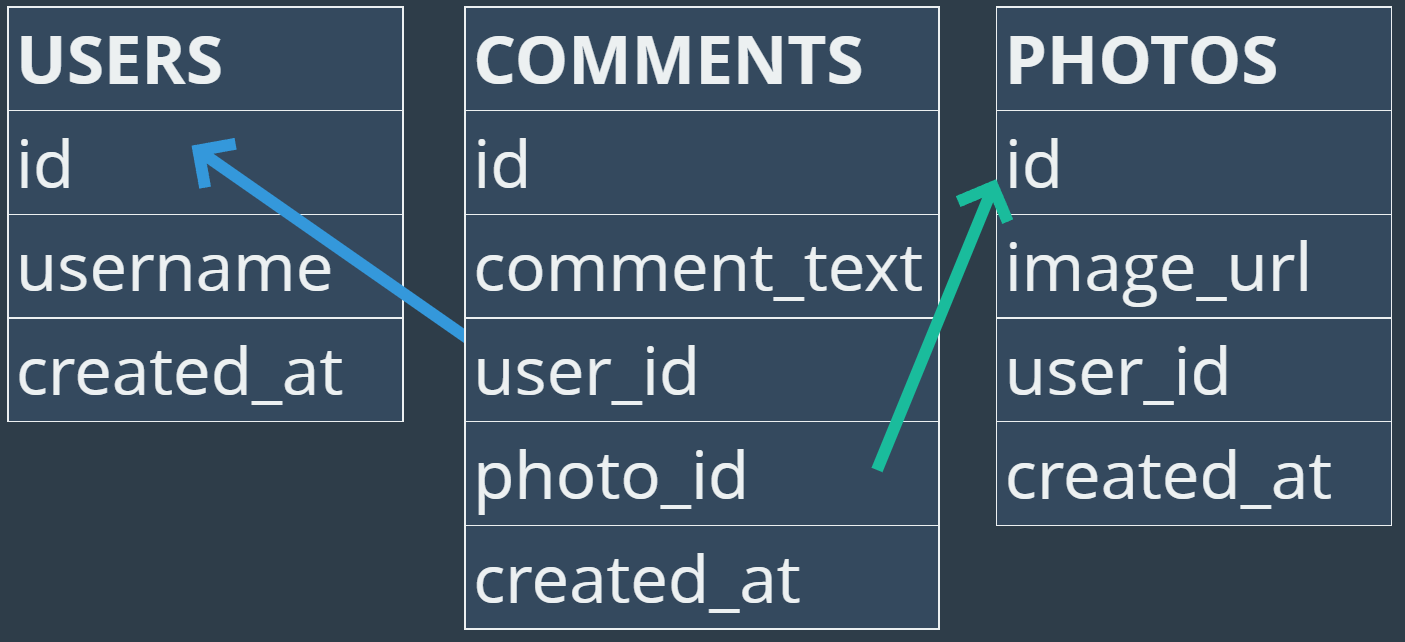 USERS
id
username
created_at
COMMENTS
id
comment_text
user_id
photo_id
created_at
PHOTOS
id
image_url
user_id
created_at